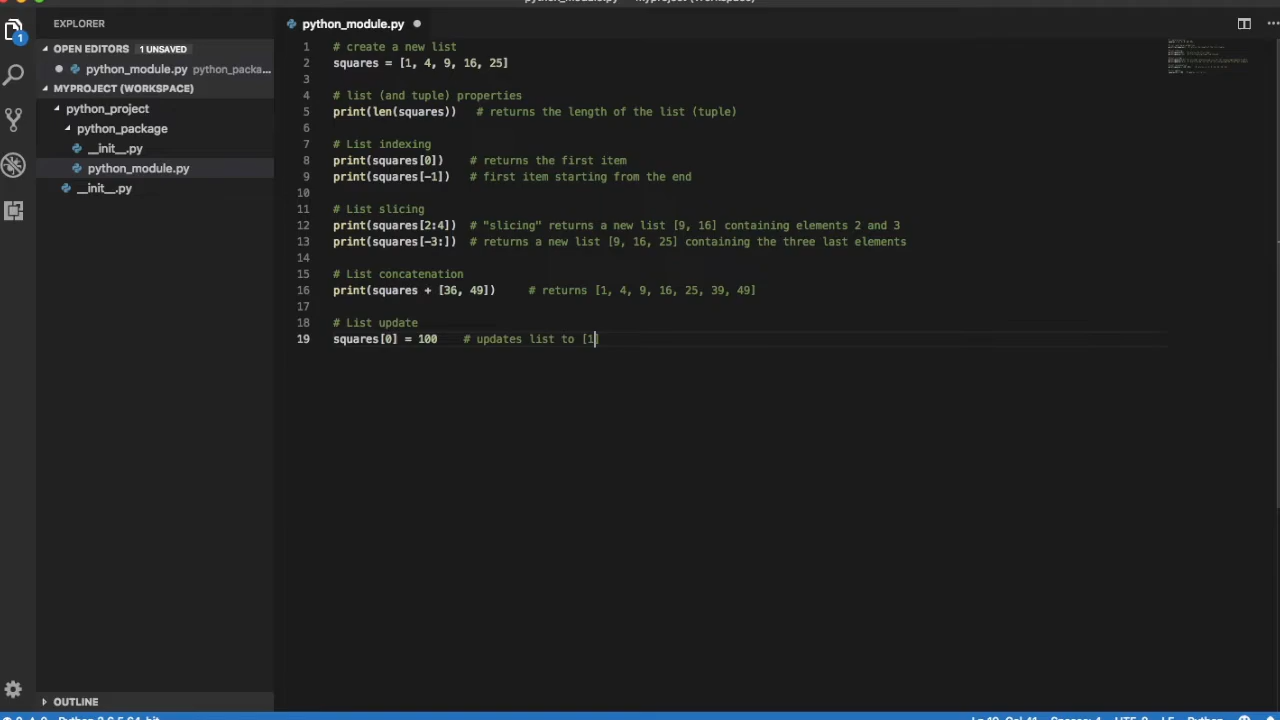 EXPLORER
OPEN EDITORS 1 UNSAVED
python_module.py python_packa...
MYPROJECT (WORKSPACE)
python_project
python_package
__init__.py
python_module.py
__init__.py
OUTLINE
1
python_module.py
1 # create a new list
2 squares = [1, 4, 9, 16, 25]
3
4 # list (and tuple) properties
5 print(len(squares)) # returns the length of the list (tuple)
6
7 # List indexing
8 print(squares[0]) # returns the first item
9 print(squares[-1]) # first item starting from the end
10
11 # List slicing
12 print(squares[2:4]) # "slicing" returns a new list [9, 16] containing elements 2 and 3
13 print(squares[-3:]) # returns a new list [9, 16, 25] containing the three last elements
14
15 # List concatenation
16 print(squares + [36, 49]) # returns [1, 4, 9, 16, 25, 39, 49]
17
18 # List update
19 squares[0] = 100 # updates list to [1]